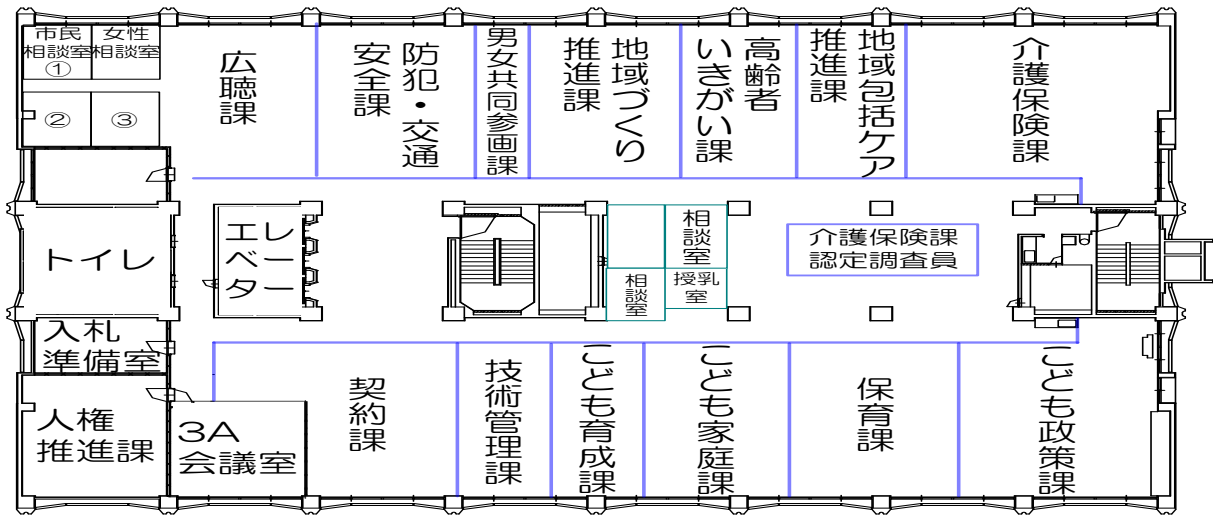 市民
相談室
①
女性
相談室
②
③
広聴課
防犯・交通
安全課
男女共同参画課
地域づくり
推進課
高齢者
いきがい課
地域包括ケア
推進課
介護保険課
トイレ
エレ
ベー
ター
相談室
相談室
授乳
室
介護保険課
認定調査員
入札
準備室
人権
推進課
3A
会議室
契約課
技術管理課
こども育成課
こども家庭課
保育課
こども政策課